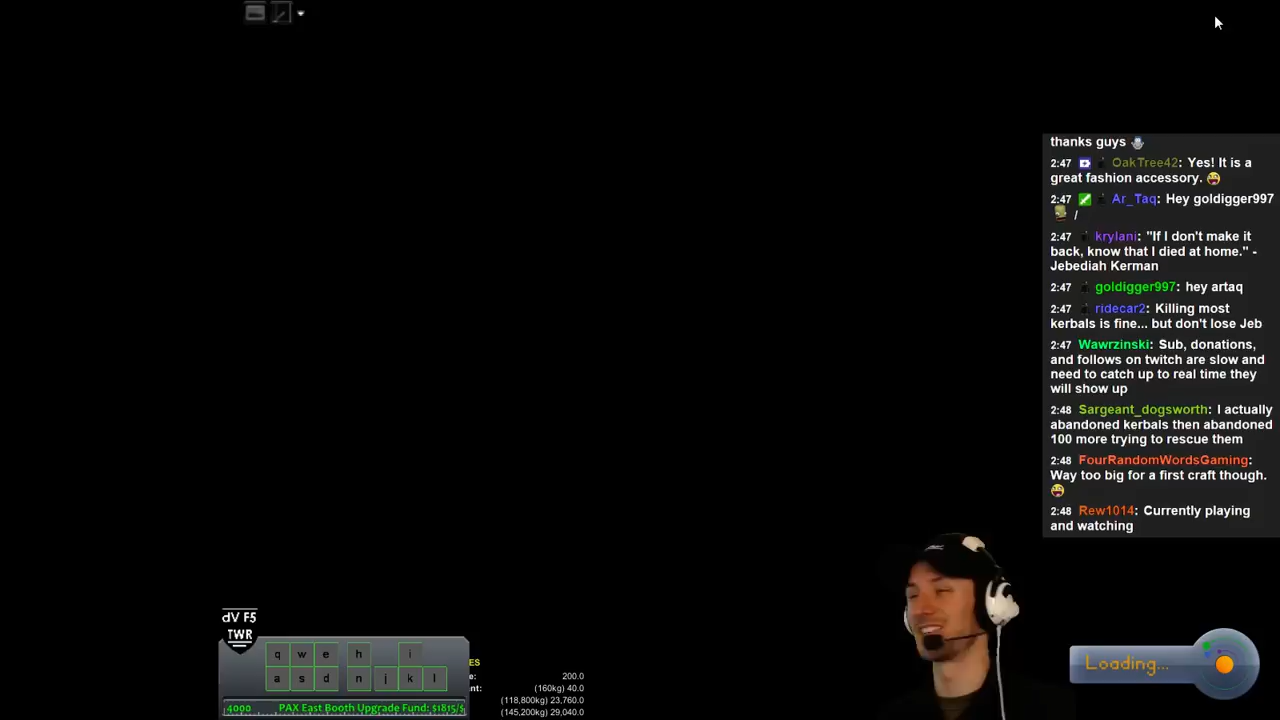 thanks guys
2:47 OakTree42: Yes! It is a
great fashion accessory.
2:47 Ar_Taq: Hey goldigger997
/
2:47 krylani: "If I don't make it
back, know that I died at home." -
Jebediah Kerman
2:47 goldigger997: hey artaq
2:47 ridecar2: Killing most
kerbals is fine... but don't lose Jeb
2:47 Wawrzinski: Sub, donations,
and follows on twitch are slow and
need to catch up to real time they
will show up
2:48 Sargeant_dogsworth: I actually
abandoned kerbals then abandoned
100 more trying to rescue them
2:48 FourRandomWordsGaming:
Way too big for a first craft though.
2:48 Rew1014: Currently playing
and watching
dV F5
TWR
q w e h i
a s d n j k l
4000 PAX East Booth Upgrade Fund: $1815/$
ES
e: 200.0
nt: (160kg) 40.0
(118,800kg) 23,760.0
(145,200kg) 29,040.0
Loading...